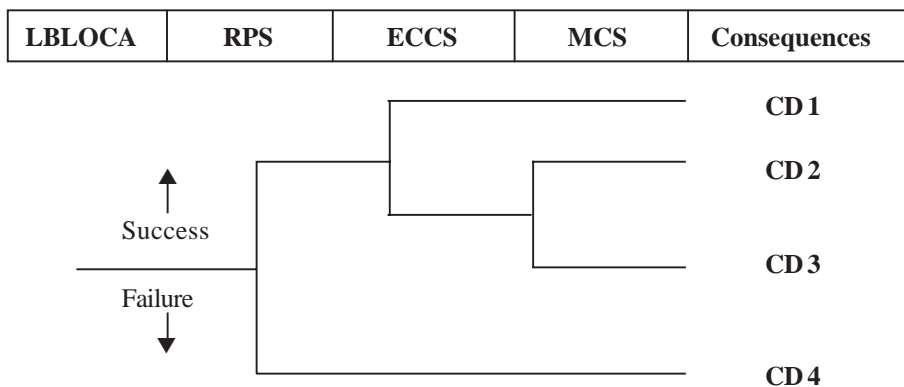 LBLOCA RPS ECCS MCS Consequences
CD 1
CD 2
Success
CD 3
Failure
CD 4